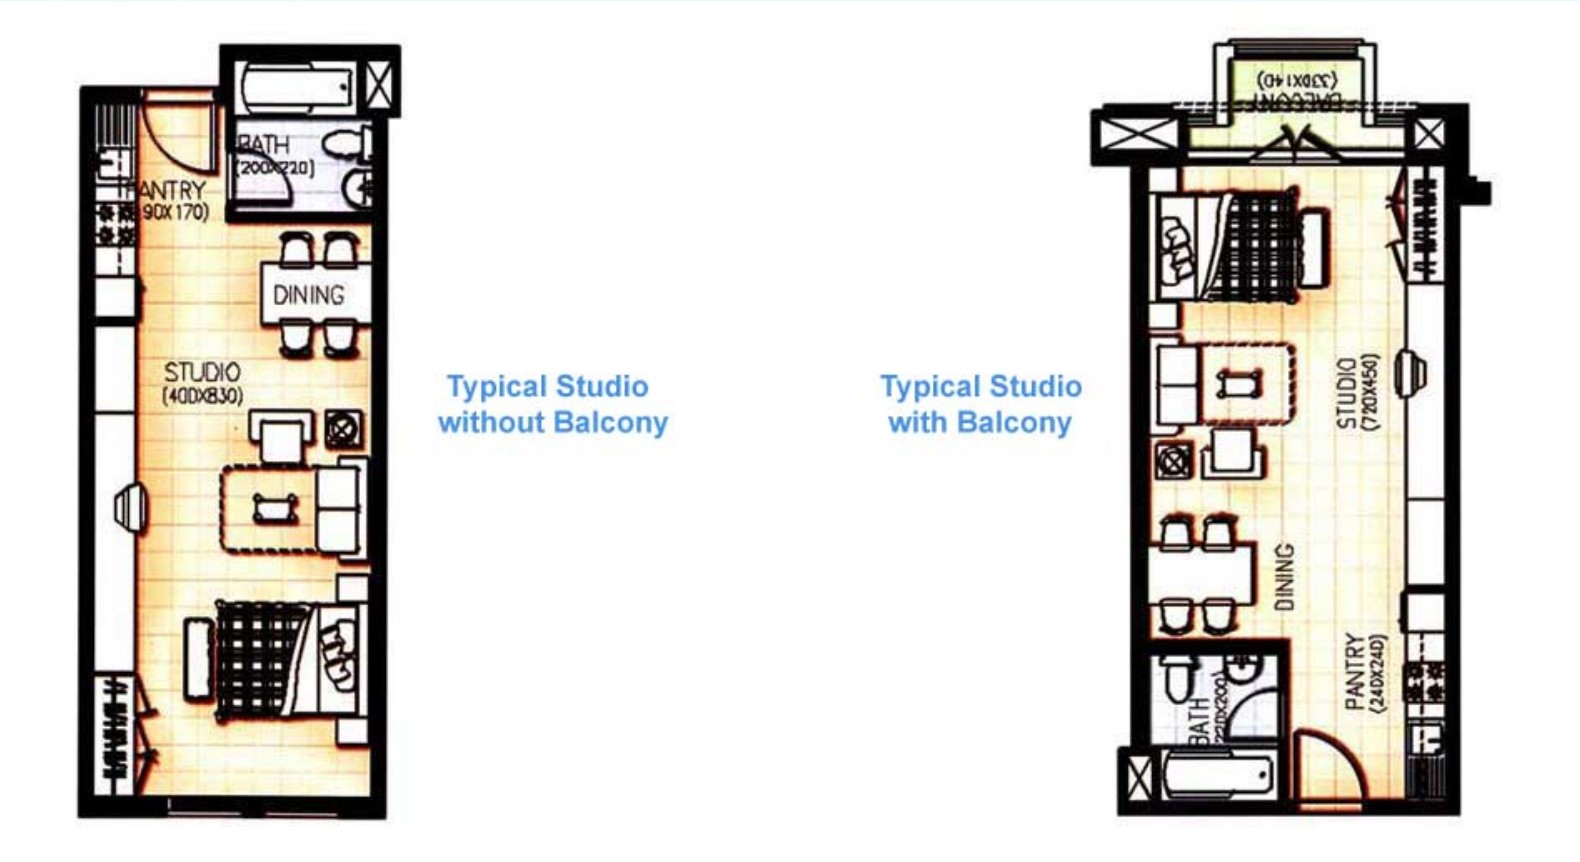 BATH
(200X220)
PANTRY
(190X170)
DINING
STUDIO
(400X830)
Typical Studio
without Balcony
Typical Studio
with Balcony
BALCONY
(330X140)
STUDIO
(720X450)
DINING
PANTRY
(240X240)
BATH
(220X200)